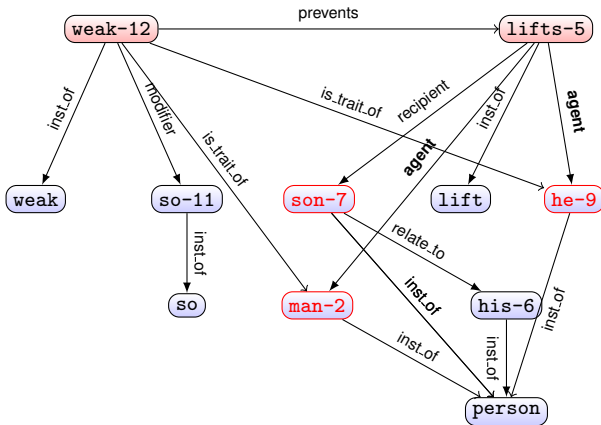 prevents
weak-12
lifts-5
inst_of
modifier
is_trait_of
is_trait_of
recipient
agent
inst_of
agent
weak
so-11
son-7
lift
he-9
inst_of
relate_to
inst_of
so
man-2
his-6
inst_of
inst_of
inst_of
person